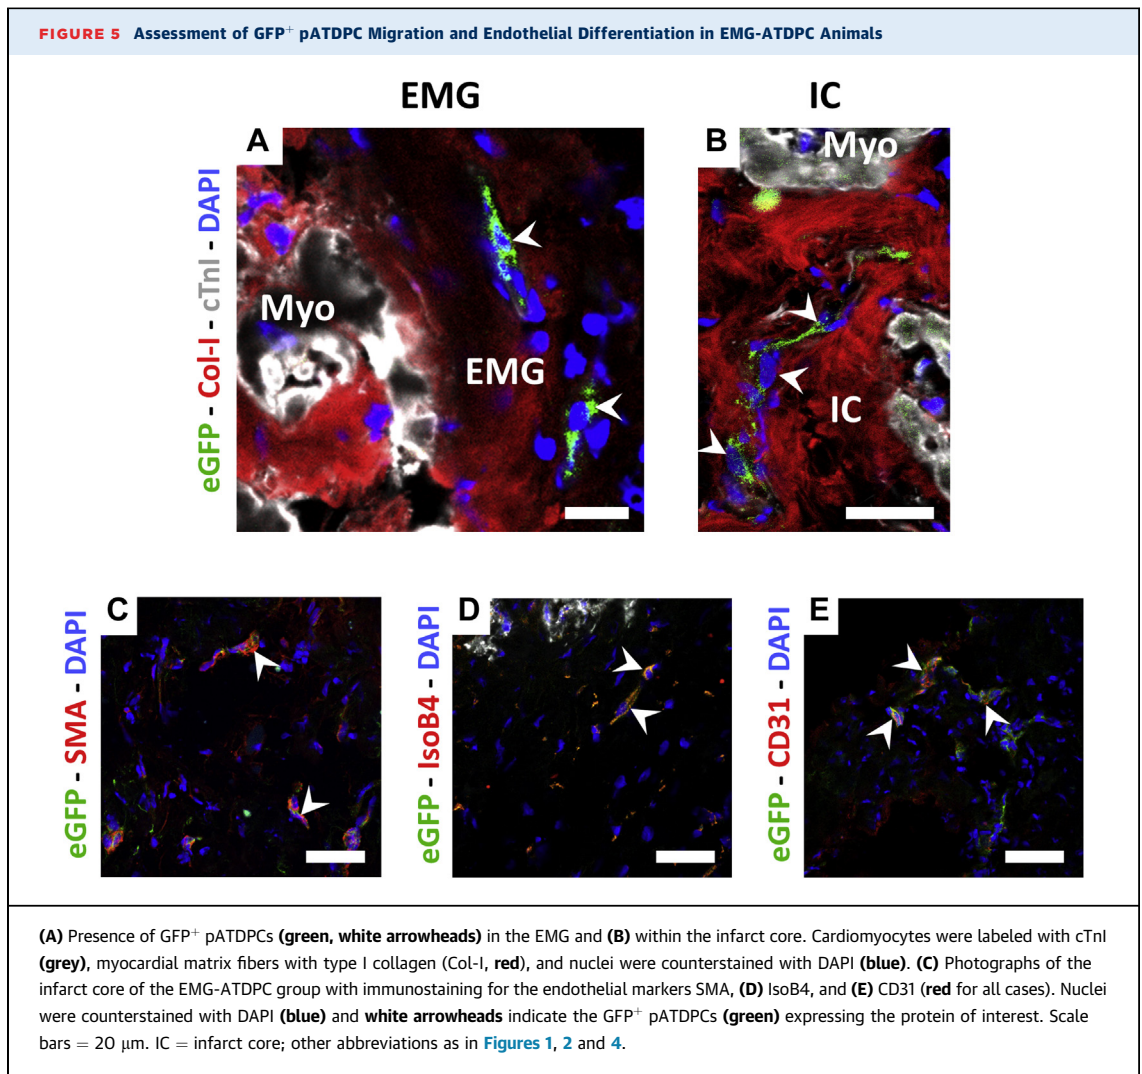 FIGURE 5 Assessment of GFP+ pATDPC Migration and Endothelial Differentiation in EMG-ATDPC Animals
EMG
IC
eGFP - Col-I - cTnI - DAPI
A
Myo
EMG
B
Myo
IC
eGFP - SMA - DAPI
C
eGFP - IsoB4 - DAPI
D
eGFP - CD31 - DAPI
E
(A) Presence of GFP+ pATDPCs (green, white arrowheads) in the EMG and (B) within the infarct core. Cardiomyocytes were labeled with cTnI
(grey), myocardial matrix fibers with type I collagen (Col-I, red), and nuclei were counterstained with DAPI (blue). (C) Photographs of the
infarct core of the EMG-ATDPC group with immunostaining for the endothelial markers SMA, (D) IsoB4, and (E) CD31 (red for all cases). Nuclei
were counterstained with DAPI (blue) and white arrowheads indicate the GFP+ pATDPCs (green) expressing the protein of interest. Scale
bars = 20 μm. IC = infarct core; other abbreviations as in Figures 1, 2 and 4.